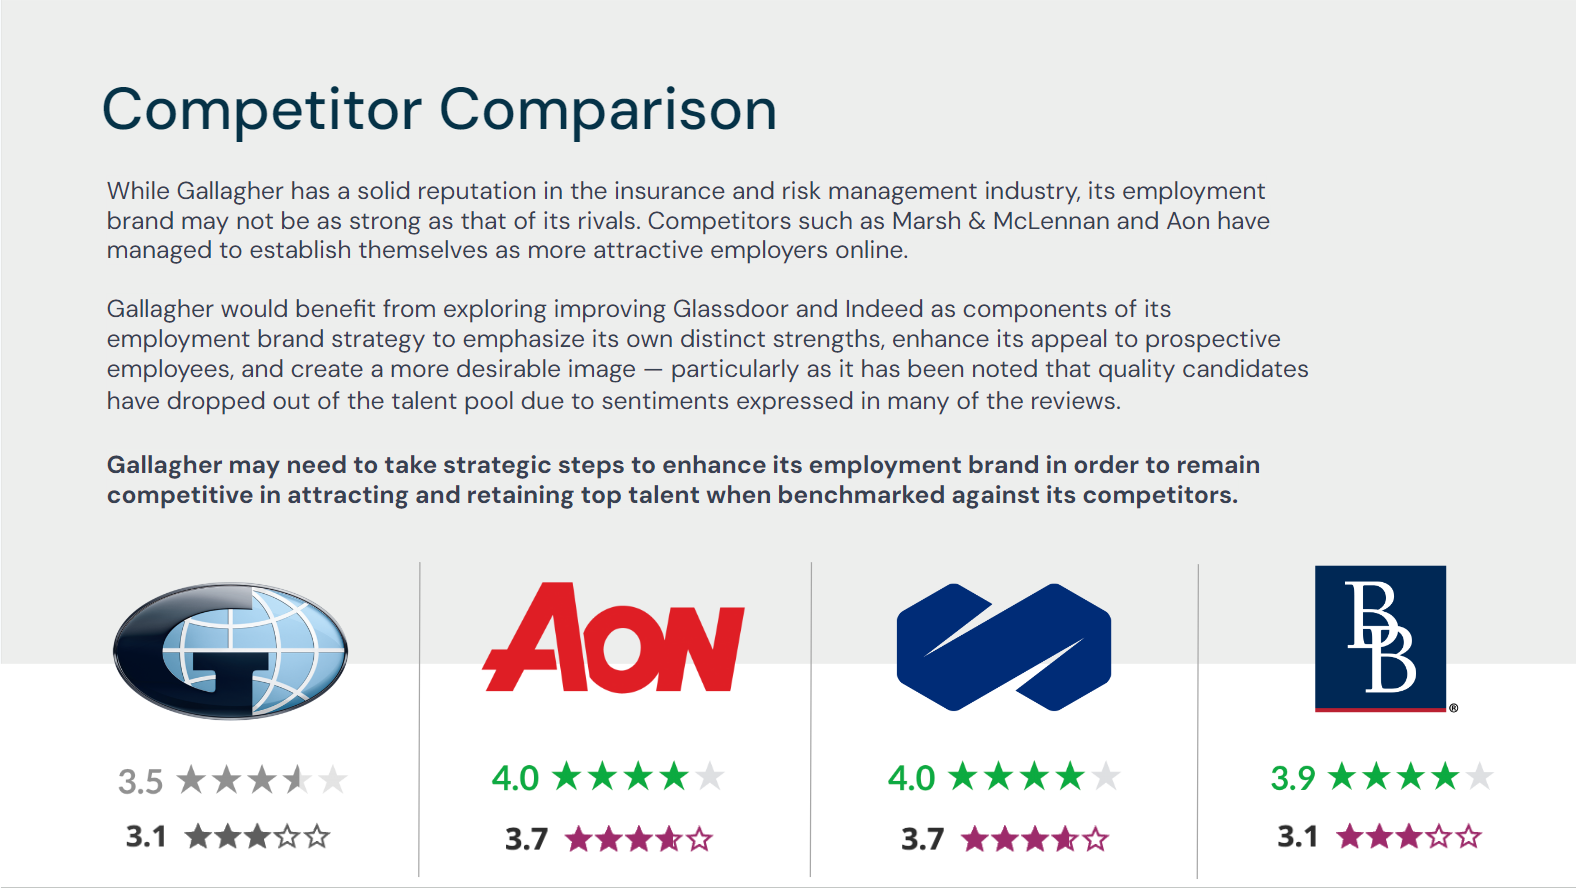 Competitor Comparison
While Gallagher has a solid reputation in the insurance and risk management industry, its employment
brand may not be as strong as that of its rivals. Competitors such as Marsh & McLennan and Aon have
managed to establish themselves as more attractive employers online.
Gallagher would benefit from exploring improving Glassdoor and Indeed as components of its
employment brand strategy to emphasize its own distinct strengths, enhance its appeal to prospective
employees, and create a more desirable image — particularly as it has been noted that quality candidates
have dropped out of the talent pool due to sentiments expressed in many of the reviews.
Gallagher may need to take strategic steps to enhance its employment brand in order to remain
competitive in attracting and retaining top talent when benchmarked against its competitors.
G
AON
BB®
3.5
4.0
4.0
3.9
3.1
3.7
3.7
3.1